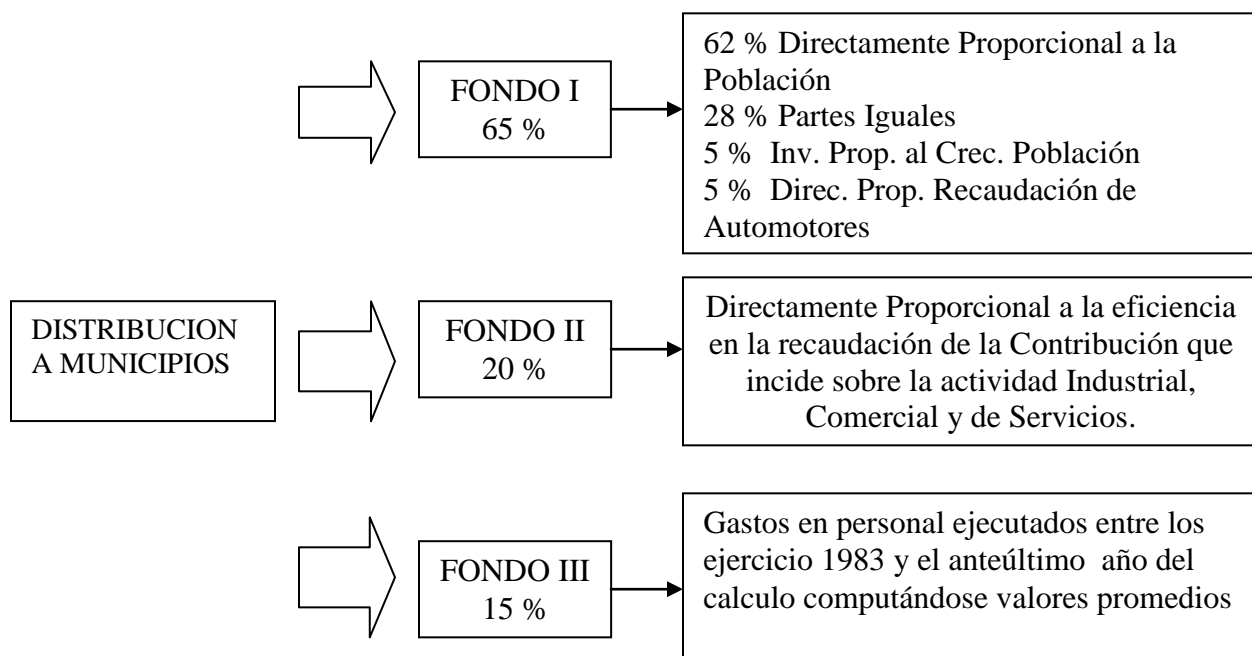 62 % Directamente Proporcional a la
Población
28 % Partes Iguales
5 % Inv. Prop. al Crec. Población
5 % Direc. Prop. Recaudación de
Automotores
FONDO I
65 %
DISTRIBUCION
A MUNICIPIOS
FONDO II
20 %
Directamente Proporcional a la eficiencia
en la recaudación de la Contribución que
incide sobre la actividad Industrial,
Comercial y de Servicios.
FONDO III
15 %
Gastos en personal ejecutados entre los
ejercicio 1983 y el anteúltimo año del
calculo computándose valores promedios